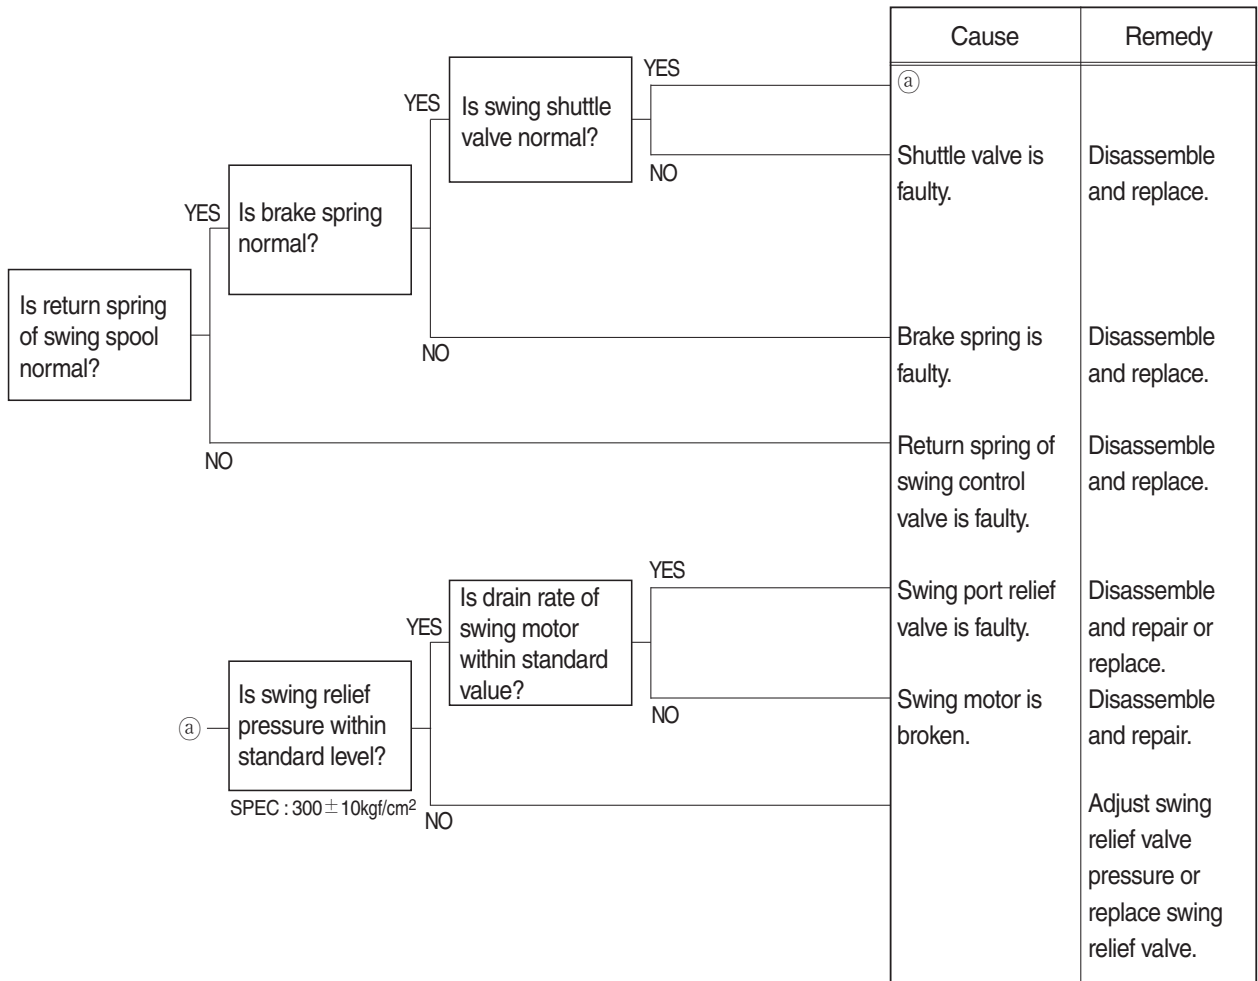 Cause
Remedy
YES
Is swing shuttle
valve normal?
NO
ⓐ
YES
Shuttle valve is
faulty.
Disassemble
and replace.
YES
Is brake spring
normal?
NO
Brake spring is
faulty.
Disassemble
and replace.
Is return spring
of swing spool
normal?
NO
Return spring of
swing control
valve is faulty.
Disassemble
and replace.
YES
Is drain rate of
swing motor
within standard
value?
NO
Swing port relief
valve is faulty.
Disassemble
and repair or
replace.
Swing motor is
broken.
Disassemble
and repair.
YES
ⓐ
Is swing relief
pressure within
standard level?
SPEC : 300±10kgf/cm²
NO
Adjust swing
relief valve
pressure or
replace swing
relief valve.